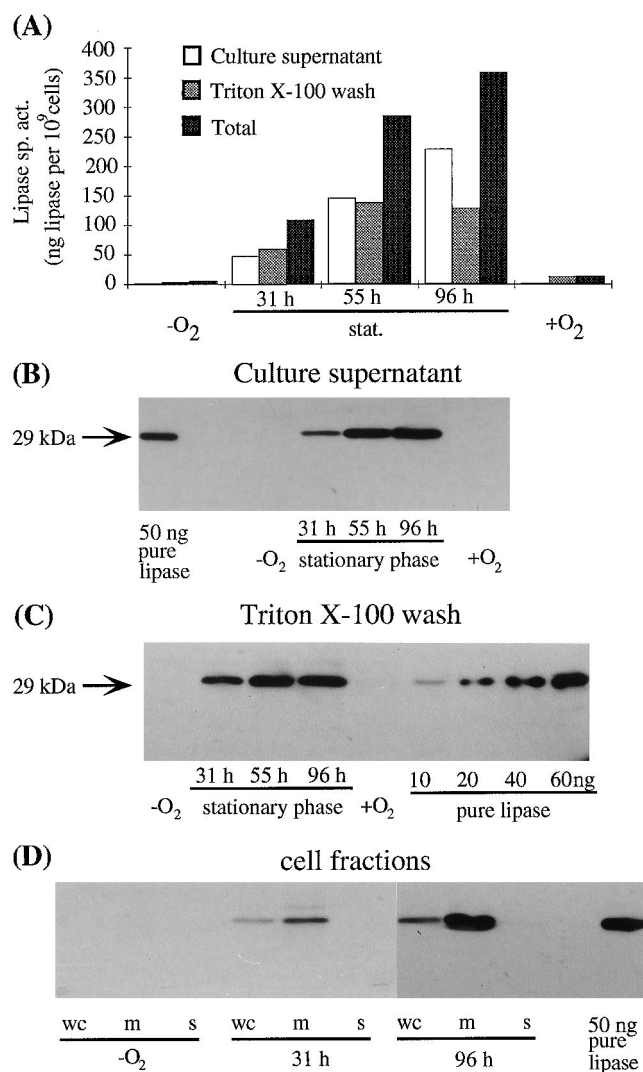 (A)
400
350
300
250
200
150
100
50
0
Lipase sp. act.
(ng lipase per 10⁹cells)
Culture supernatant
Triton X-100 wash
Total
31 h 55 h 96 h
-O₂ stat. +O₂
(B) Culture supernatant
29 kDa
50 ng
pure
lipase
31 h 55 h 96 h
-O₂ stationary phase +O₂
(C) Triton X-100 wash
29 kDa
31 h 55 h 96 h 10 20 40 60ng
-O₂ stationary phase +O₂ pure lipase
(D) cell fractions
wc m s wc m s wc m s 50 ng
pure
-O₂ 31 h 96 h lipase